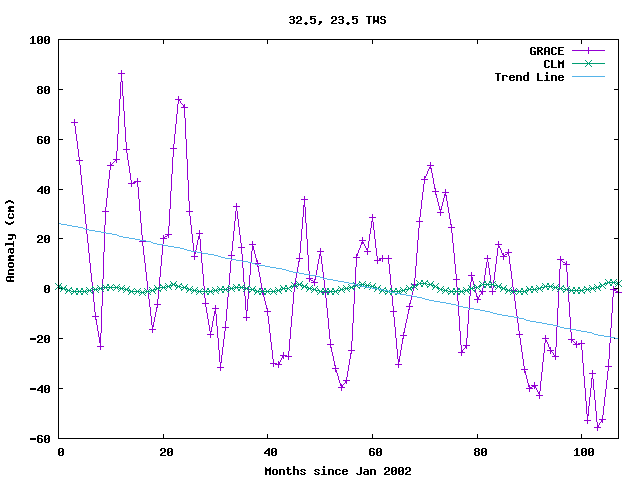 32.5, 23.5 TWS
GRACE
CLM
Trend Line
100
80
60
40
20
0
-20
-40
-60
Anomaly (cm)
0 20 40 60 80 100
Months since Jan 2002